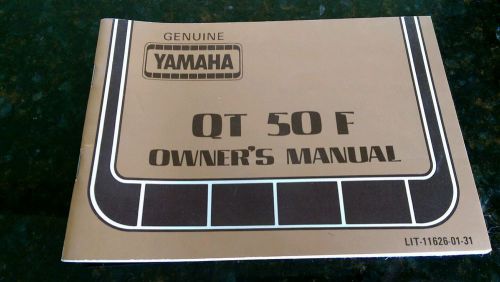 GENUINE
YAMAHA
QT 50 F
OWNER'S MANUAL
LIT-11626-01-31